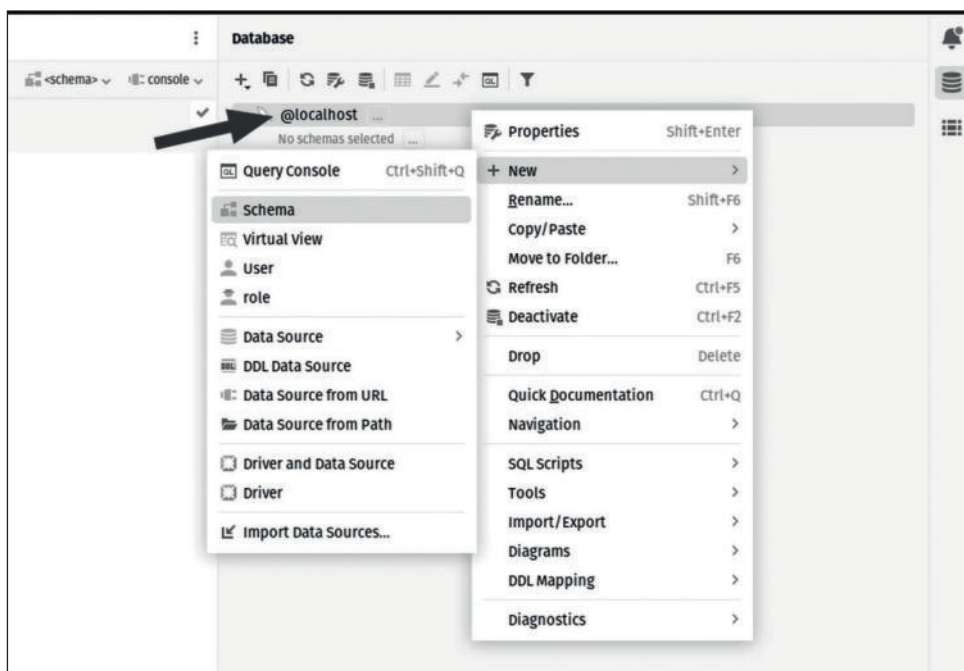 Database
<schema>
console
@localhost ...
No schemas selected ...
Properties Shift+Enter
New
Rename... Shift+F6
Copy/Paste
Move to Folder... F6
Refresh Ctrl+F5
Deactivate Ctrl+F2
Drop Delete
Quick Documentation Ctrl+Q
Navigation
SQL Scripts
Tools
Import/Export
Diagrams
DDL Mapping
Diagnostics
Query Console Ctrl+Shift+Q
Schema
Virtual View
User
role
Data Source
DDL Data Source
Data Source from URL
Data Source from Path
Driver and Data Source
Driver
Import Data Sources...